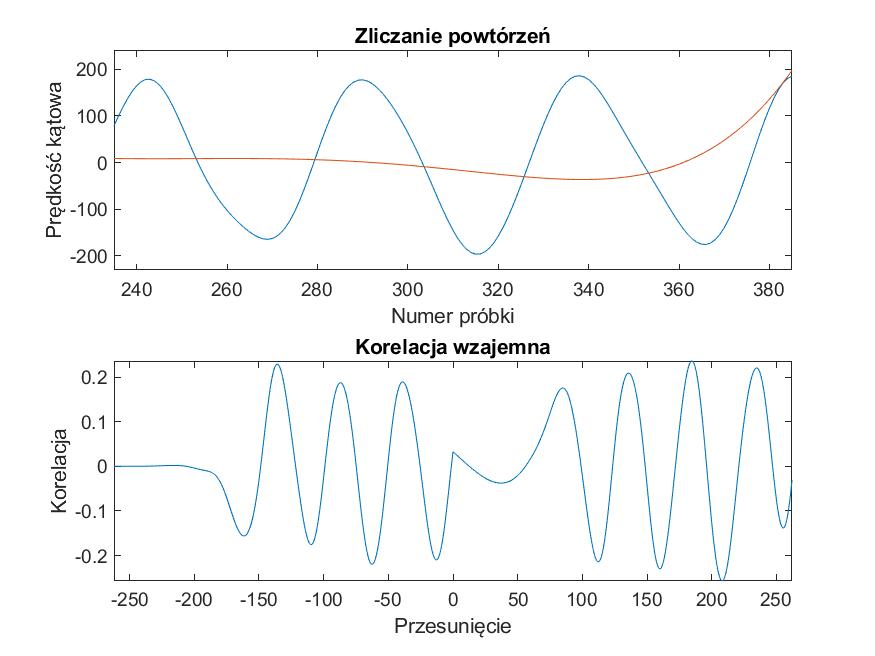 Zliczanie powtórzeń
200
100
0
-100
-200
Prędkość kątowa
240 260 280 300 320 340 360 380
Numer próbki
Korelacja wzajemna
0.2
0.1
0
-0.1
-0.2
Korelacja
-250 -200 -150 -100 -50 0 50 100 150 200 250
Przesunięcie